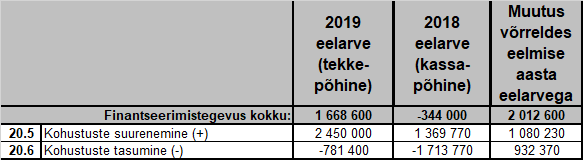 2019 eelarve (tekke-põhine) 2018 eelarve (kassa-põhine) Muutus võrreldes eelmise aasta eelarvega
Finantseerimistegevus kokku: 1 668 600 -344 000 2 012 600
20.5 Kohustuste suurenemine (+) 2 450 000 1 369 770 1 080 230
20.6 Kohustuste tasumine (-) -781 400 -1 713 770 932 370